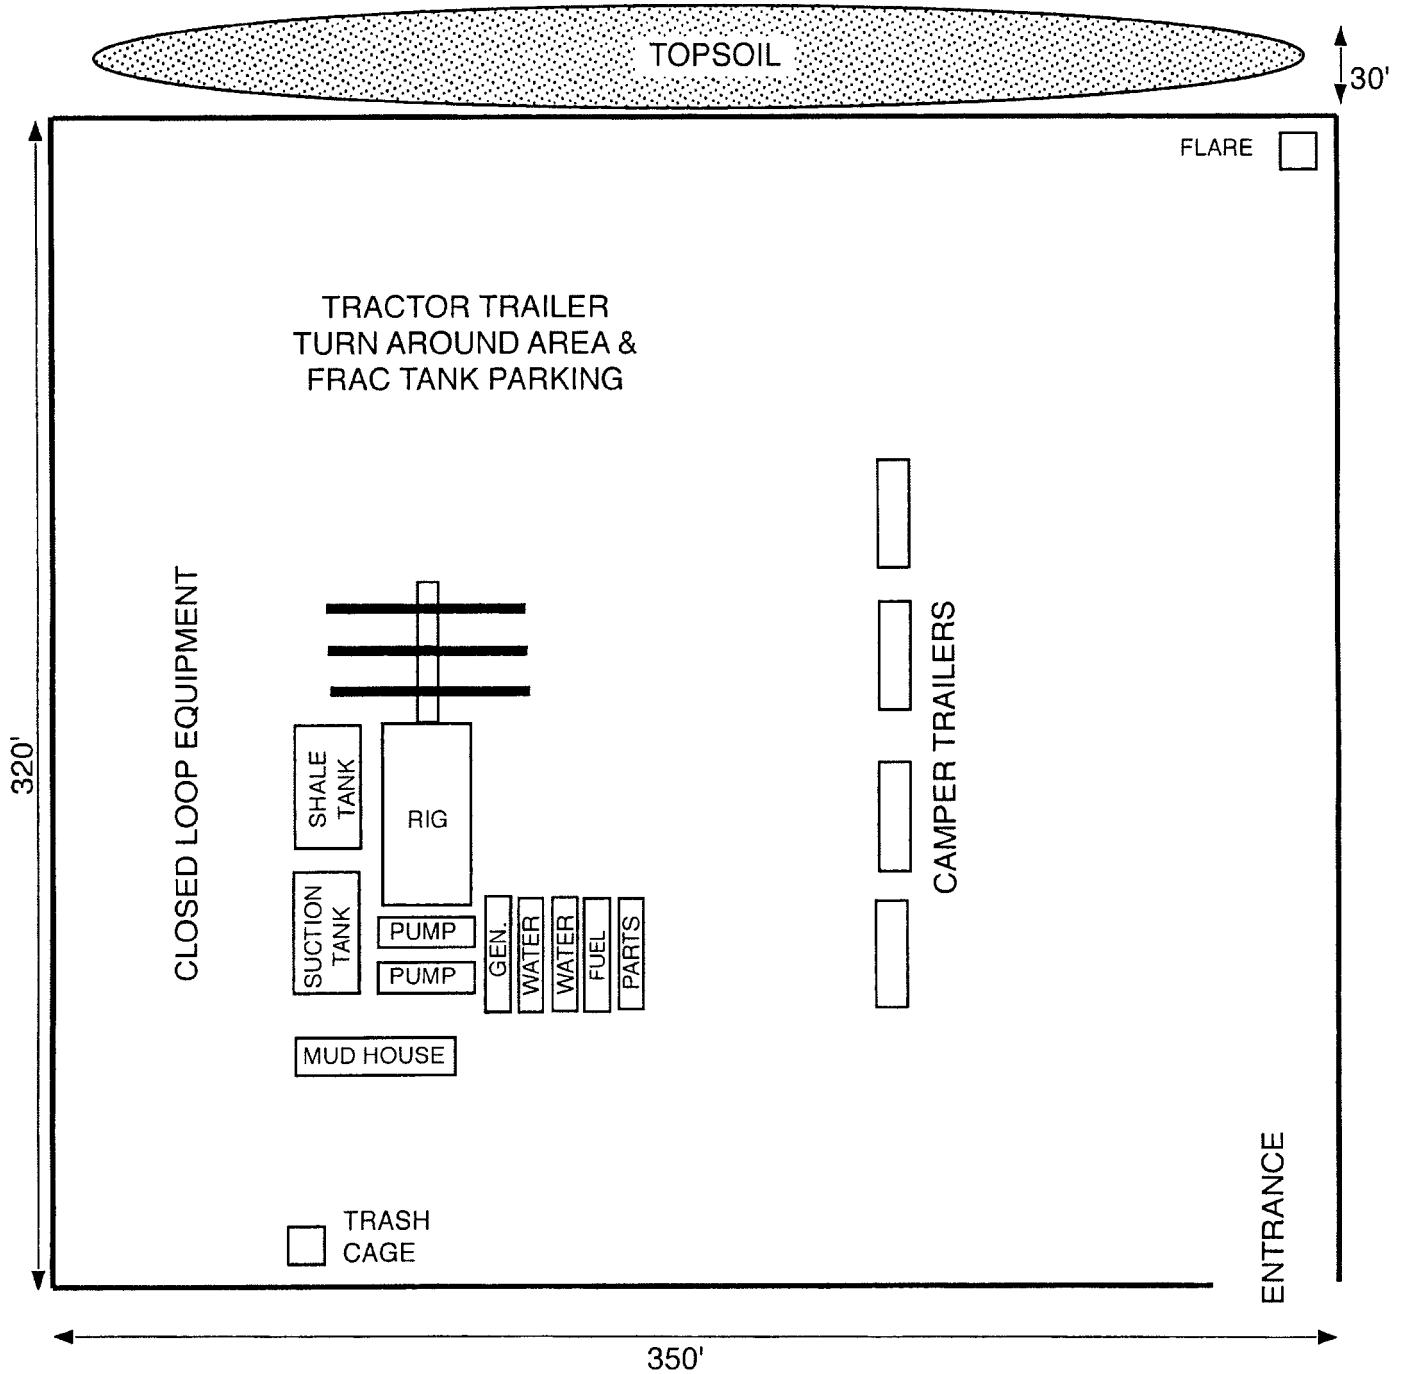 TOPSOIL
30'
FLARE
TRACTOR TRAILER
TURN AROUND AREA &
FRAC TANK PARKING
CLOSED LOOP EQUIPMENT
320'
SHALE
TANK
RIG
CAMPER TRAILERS
SUCTION
TANK
PUMP
PUMP
GEN.
WATER
WATER
FUEL
PARTS
MUD HOUSE
TRASH
CAGE
ENTRANCE
350'